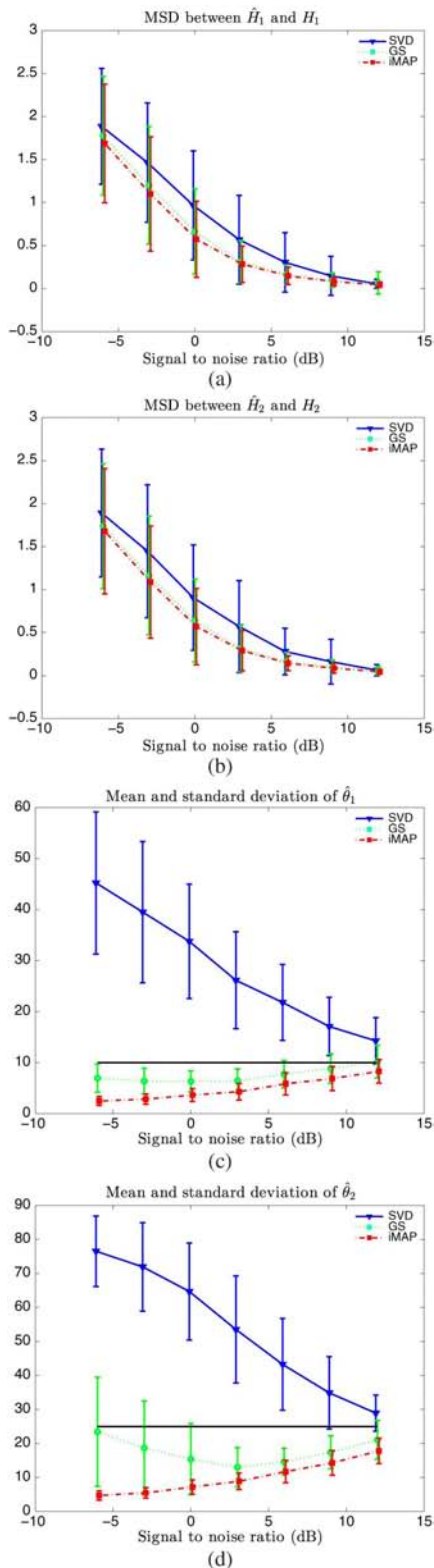 MSD between Ĥ₁ and H₁
SVD
GS
iMAP
3
2.5
2
1.5
1
0.5
0
−0.5
−10 −5 0 5 10 15
Signal to noise ratio (dB)
(a)
MSD between Ĥ₂ and H₂
SVD
GS
iMAP
3
2.5
2
1.5
1
0.5
0
−0.5
−10 −5 0 5 10 15
Signal to noise ratio (dB)
(b)
Mean and standard deviation of θ̂₁
SVD
GS
iMAP
60
50
40
30
20
10
0
−10 −5 0 5 10 15
Signal to noise ratio (dB)
(c)
Mean and standard deviation of θ̂₂
SVD
GS
iMAP
90
80
70
60
50
40
30
20
10
0
−10 −5 0 5 10 15
Signal to noise ratio (dB)
(d)